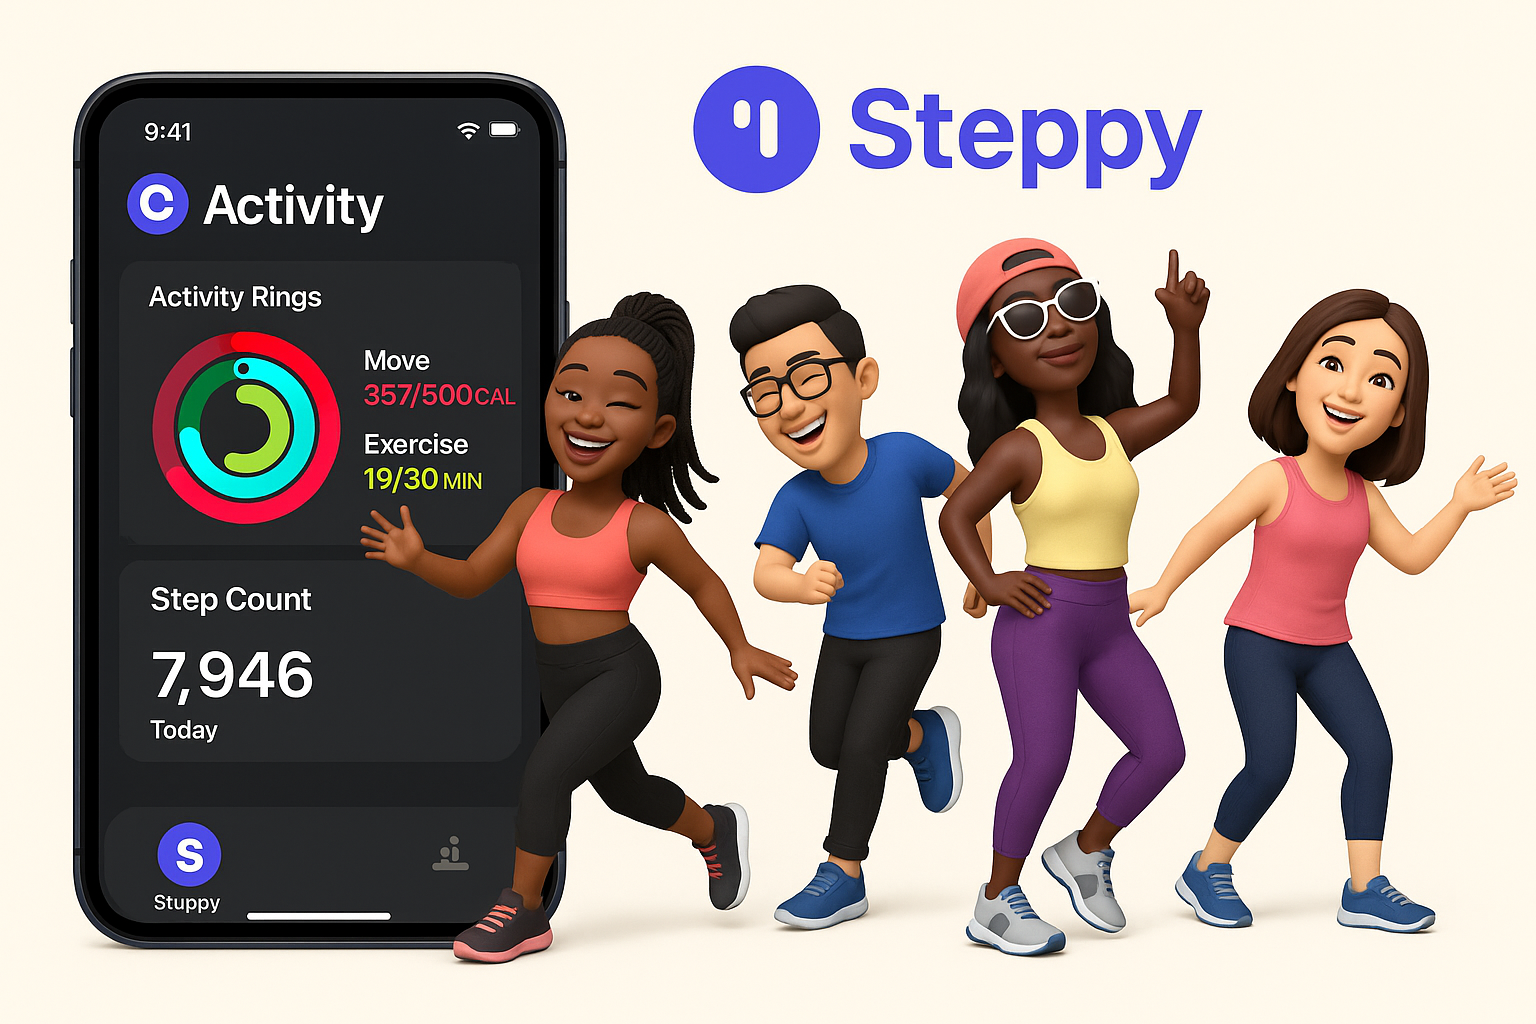 9:41
C Activity
Activity Rings
Move
357/500CAL
Exercise
19/30 MIN
Step Count
7,946
Today
S
Stuppy
Steppy